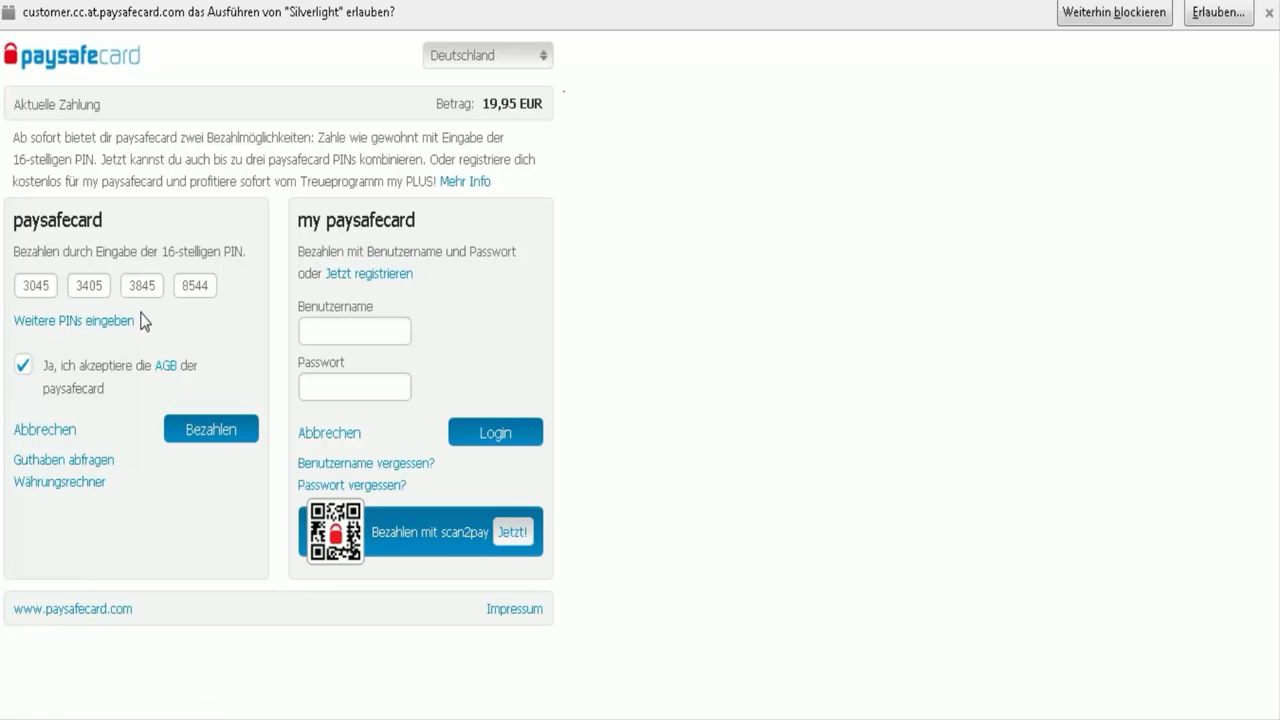 customer.cc.at.paysafecard.com das Ausführen von "Silverlight" erlauben?
Weiterhin blockieren
Erlauben...
paysafecard
Deutschland
Aktuelle Zahlung
Betrag: 19,95 EUR
Ab sofort bietet dir paysafecard zwei Bezahlmöglichkeiten: Zahle wie gewohnt mit Eingabe der
16-stelligen PIN. Jetzt kannst du auch bis zu drei paysafecard PINs kombinieren. Oder registriere dich
kostenlos für my paysafecard und profitiere sofort vom Treueprogramm my PLUS! Mehr Info
paysafecard
Bezahlen durch Eingabe der 16-stelligen PIN.
3045 3405 3845 8544
Weitere PINs eingeben
Ja, ich akzeptiere die AGB der
paysafecard
Abbrechen
Bezahlen
Guthaben abfragen
Währungsrechner
my paysafecard
Bezahlen mit Benutzername und Passwort
oder Jetzt registrieren
Benutzername
Passwort
Abbrechen
Login
Benutzername vergessen?
Passwort vergessen?
Bezahlen mit scan2pay
Jetzt!
www.paysafecard.com
Impressum